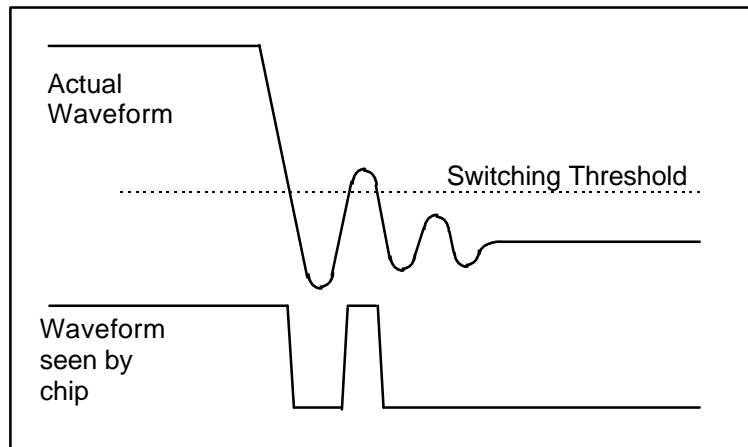 Actual
Waveform
Switching Threshold
Waveform
seen by
chip